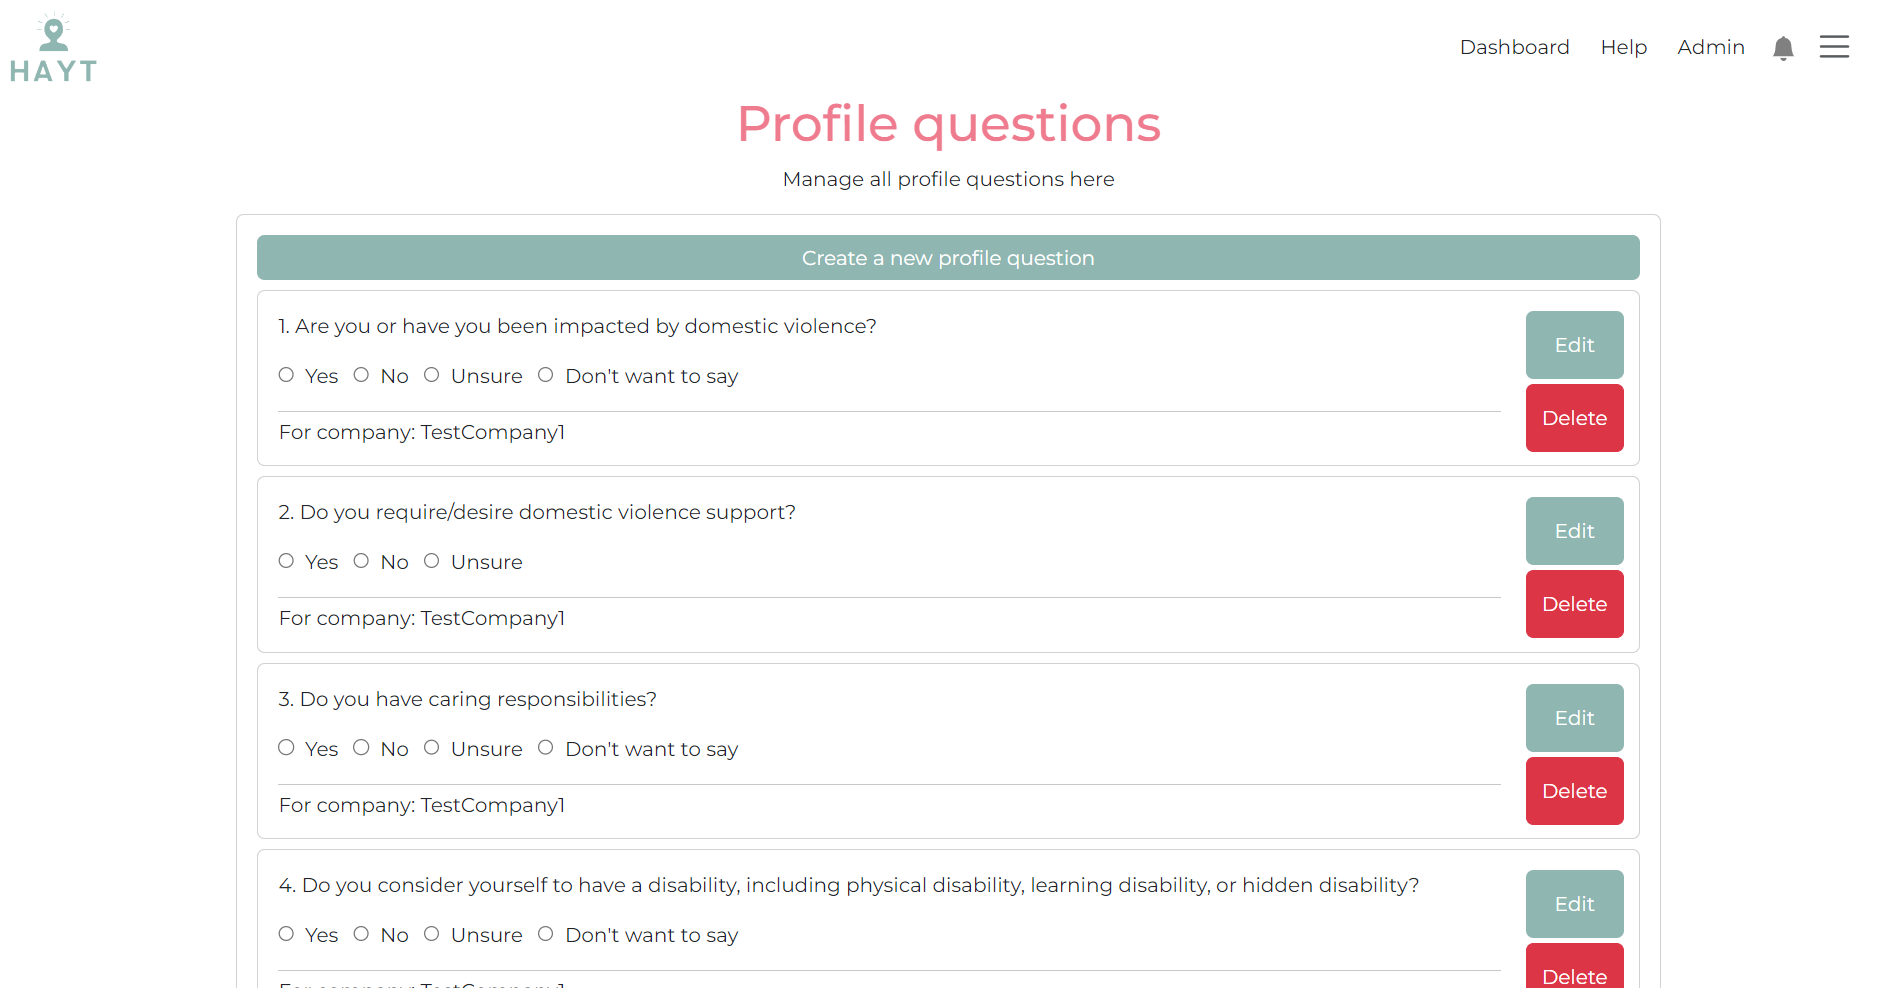 HAYT
Dashboard Help Admin
Profile questions
Manage all profile questions here
Create a new profile question
1. Are you or have you been impacted by domestic violence?
Edit
Yes No Unsure Don't want to say
Delete
For company: TestCompany1
2. Do you require/desire domestic violence support?
Edit
Yes No Unsure
Delete
For company: TestCompany1
3. Do you have caring responsibilities?
Edit
Yes No Unsure Don't want to say
Delete
For company: TestCompany1
4. Do you consider yourself to have a disability, including physical disability, learning disability, or hidden disability?
Edit
Yes No Unsure Don't want to say
Delete
For company: TestCompany1